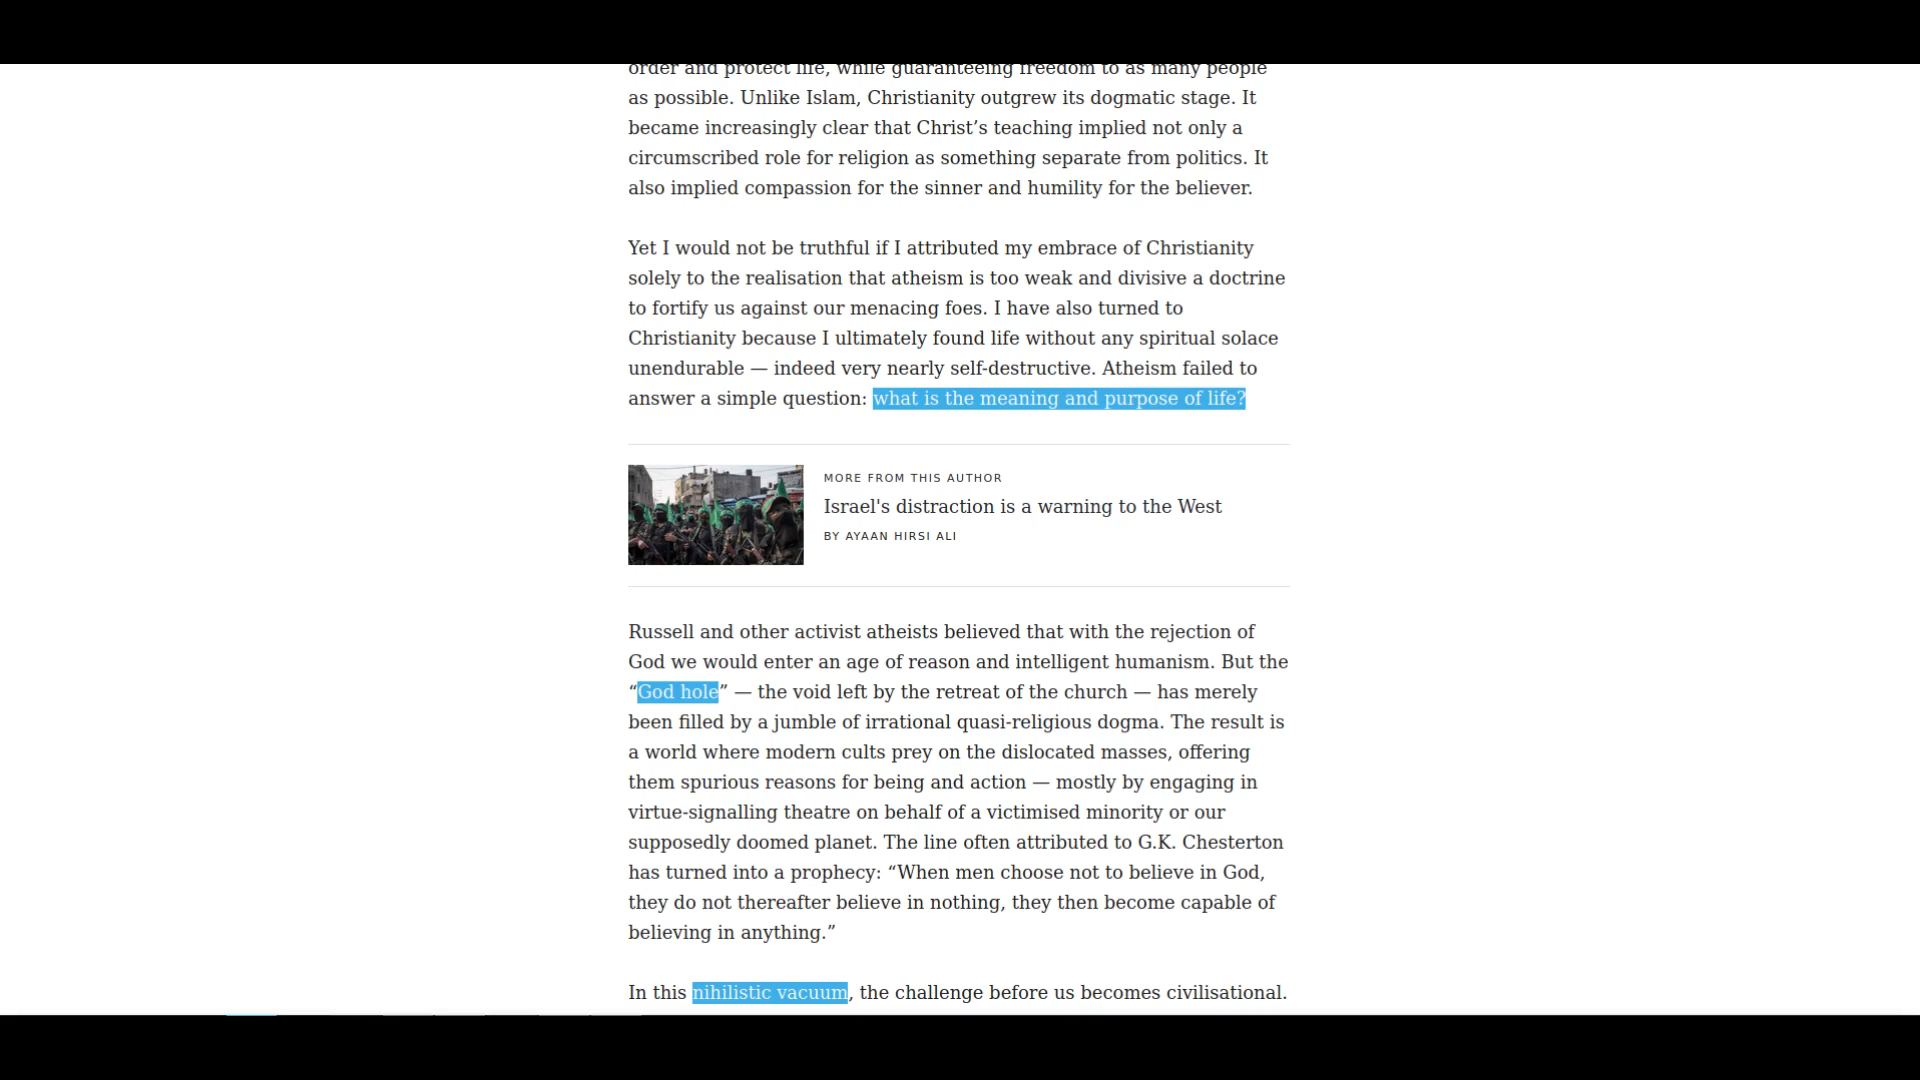 order and protect life, while guaranteeing freedom to as many people
as possible. Unlike Islam, Christianity outgrew its dogmatic stage. It
became increasingly clear that Christ’s teaching implied not only a
circumscribed role for religion as something separate from politics. It
also implied compassion for the sinner and humility for the believer.
Yet I would not be truthful if I attributed my embrace of Christianity
solely to the realisation that atheism is too weak and divisive a doctrine
to fortify us against our menacing foes. I have also turned to
Christianity because I ultimately found life without any spiritual solace
unendurable — indeed very nearly self-destructive. Atheism failed to
answer a simple question: what is the meaning and purpose of life?
MORE FROM THIS AUTHOR
Israel's distraction is a warning to the West
BY AYAAN HIRSI ALI
Russell and other activist atheists believed that with the rejection of
God we would enter an age of reason and intelligent humanism. But the
“God hole” — the void left by the retreat of the church — has merely
been filled by a jumble of irrational quasi-religious dogma. The result is
a world where modern cults prey on the dislocated masses, offering
them spurious reasons for being and action — mostly by engaging in
virtue-signalling theatre on behalf of a victimised minority or our
supposedly doomed planet. The line often attributed to G.K. Chesterton
has turned into a prophecy: “When men choose not to believe in God,
they do not thereafter believe in nothing, they then become capable of
believing in anything.”
In this nihilistic vacuum, the challenge before us becomes civilisational.